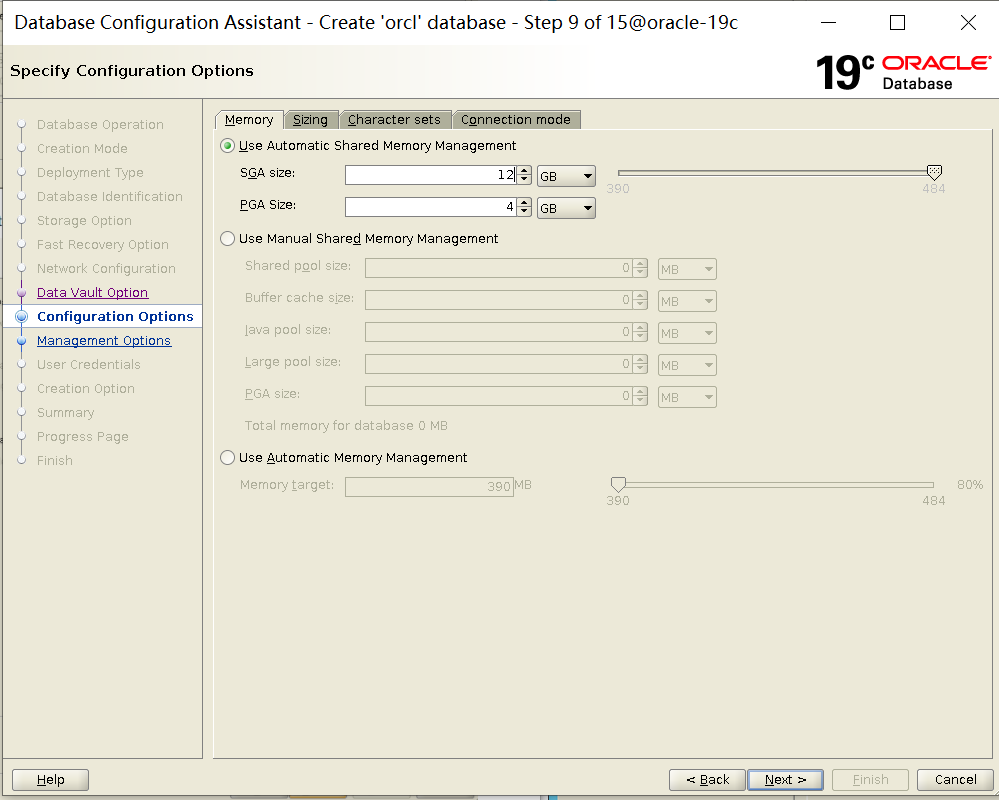 Database Configuration Assistant - Create 'orcl' database - Step 9 of 15@oracle-19c
Specify Configuration Options
19c ORACLE Database
Database Operation
Creation Mode
Deployment Type
Database Identification
Storage Option
Fast Recovery Option
Network Configuration
Data Vault Option
Configuration Options
Management Options
User Credentials
Creation Option
Summary
Progress Page
Finish
Memory Sizing Character sets Connection mode
Use Automatic Shared Memory Management
SGA size: 12 GB
390 484
PGA Size: 4 GB
Use Manual Shared Memory Management
Shared pool size: 0 MB
Buffer cache size: 0 MB
Java pool size: 0 MB
Large pool size: 0 MB
PGA size: 0 MB
Total memory for database 0 MB
Use Automatic Memory Management
Memory target: 390 MB 80%
390 484
Help < Back Next > Finish Cancel